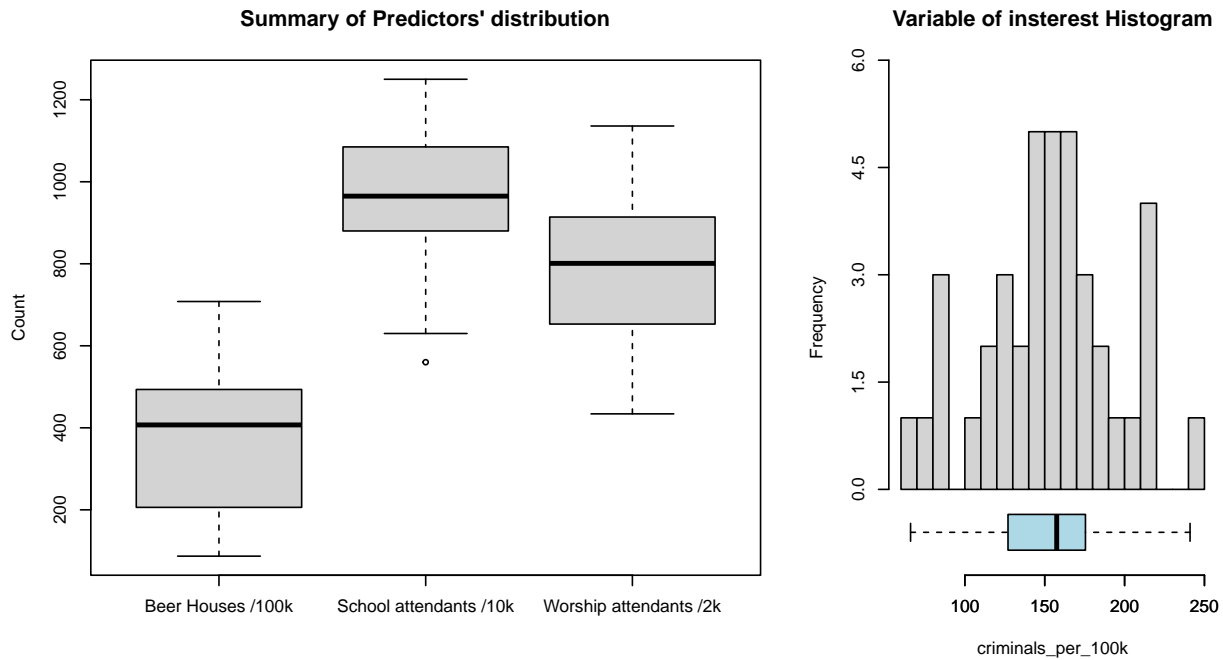 Summary of Predictors' distribution
Count
200
400
600
800
1000
1200
Beer Houses /100k
School attendants /10k
Worship attendants /2k
Variable of insterest Histogram
Frequency
0.0
1.5
3.0
4.5
6.0
100
150
200
250
criminals_per_100k